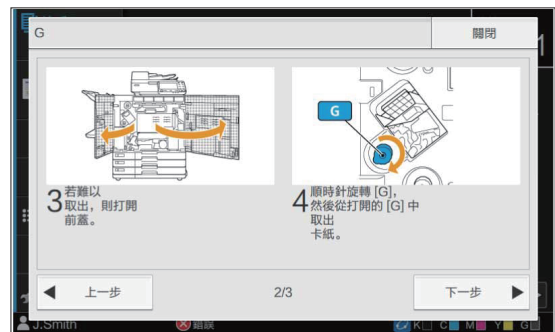 G
關閉
1
G
3 若難以
取出，則打開
前蓋。
4 順時針旋轉 [G]，
然後從打開的 [G] 中
取出
卡紙。
上一步
2/3
下一步
J.Smith
錯誤
K C M Y G